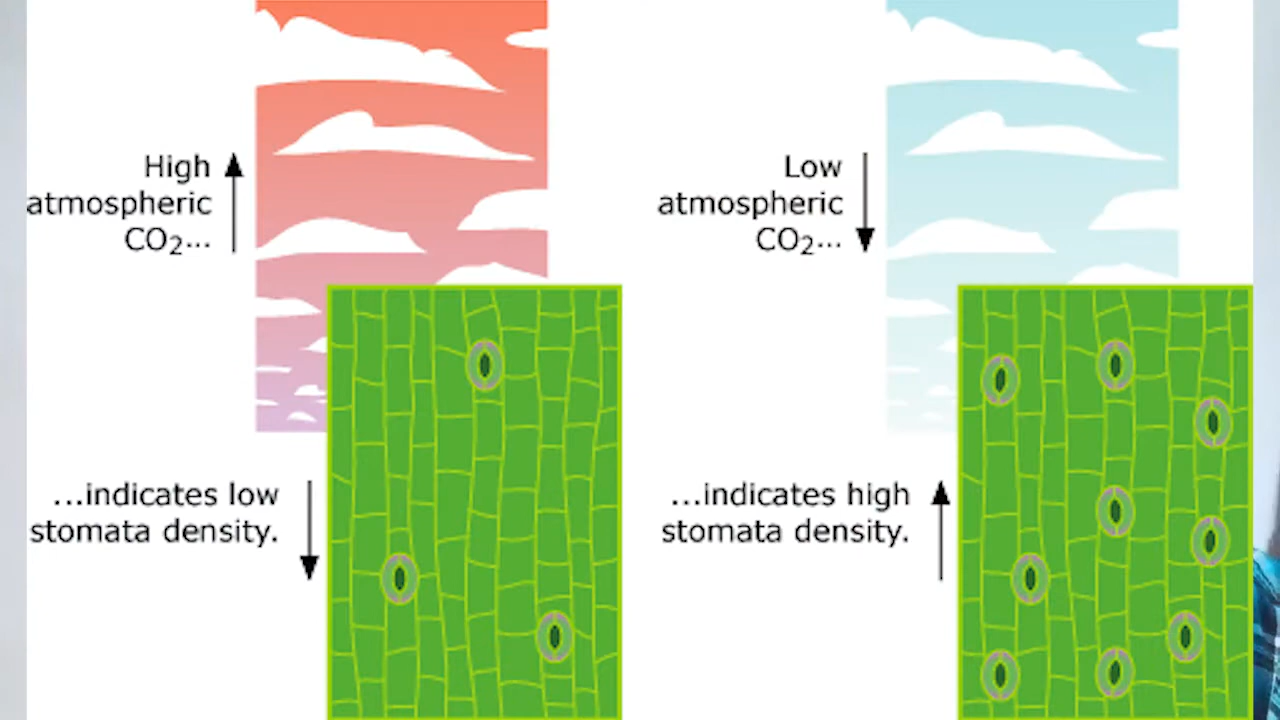 High
atmospheric
CO₂...
...indicates low
stomata density.
Low
atmospheric
CO₂...
...indicates high
stomata density.